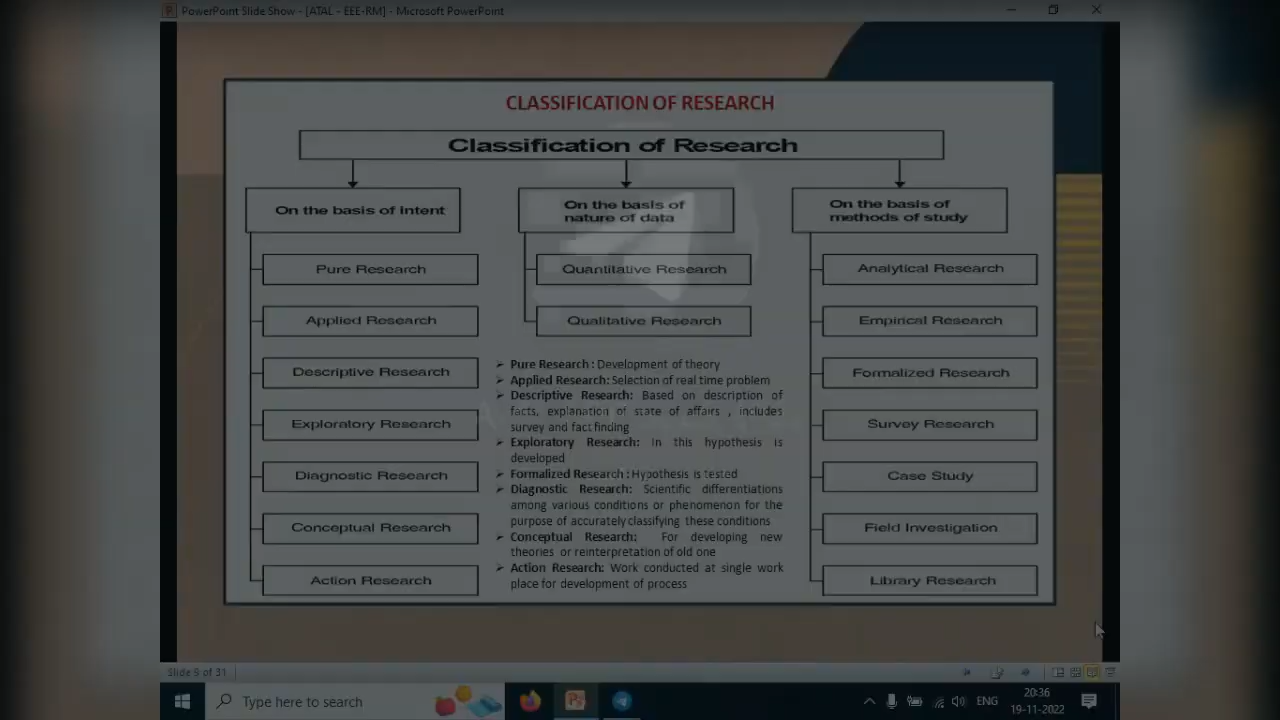 PowerPoint Slide Show - [ATAL - EEE-RM] - Microsoft PowerPoint
CLASSIFICATION OF RESEARCH
Classification of Research
On the basis of intent
Pure Research
Applied Research
Descriptive Research
Exploratory Research
Diagnostic Research
Conceptual Research
Action Research
On the basis of
nature of data
Quantitative Research
Qualitative Research
➢ Pure Research : Development of theory
➢ Applied Research: Selection of real time problem
➢ Descriptive Research: Based on description of
facts, explanation of state of affairs , includes
survey and fact finding
➢ Exploratory Research: In this hypothesis is
developed
➢ Formalized Research : Hypothesis is tested
➢ Diagnostic Research: Scientific differentiations
among various conditions or phenomenon for the
purpose of accurately classifying these conditions
➢ Conceptual Research: For developing new
theories or reinterpretation of old one
➢ Action Research: Work conducted at single work
place for development of process
On the basis of
methods of study
Analytical Research
Empirical Research
Formalized Research
Survey Research
Case Study
Field Investigation
Library Research
Slide 9 of 31
Type here to search
ENG
20:36
19-11-2022